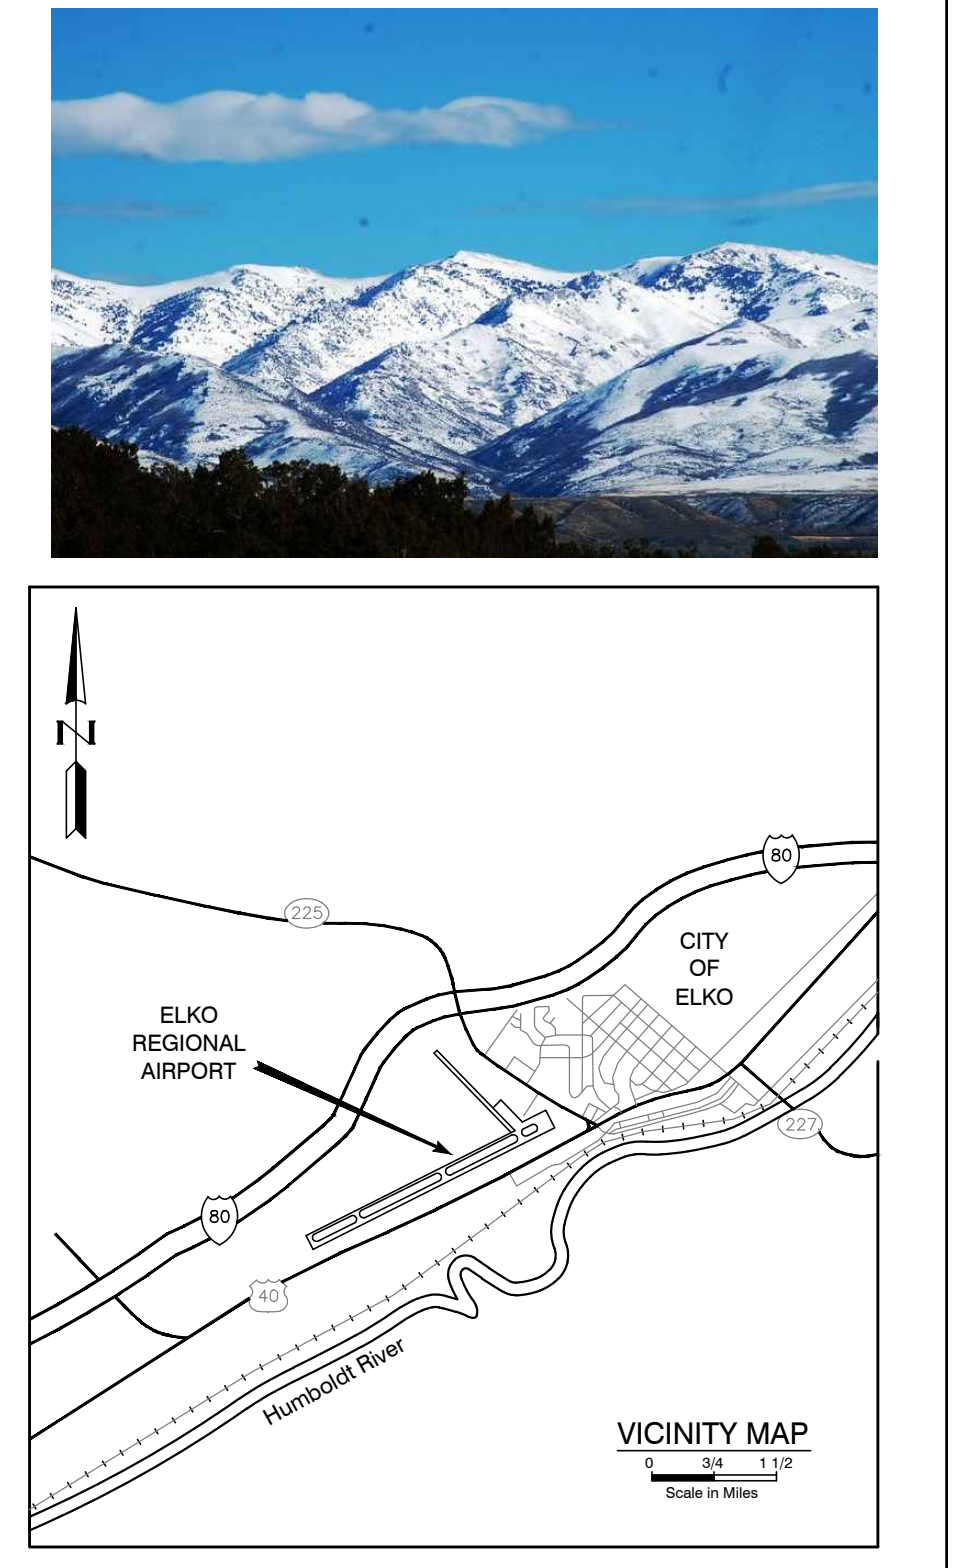 N
80
225
CITY
OF
ELKO
ELKO
REGIONAL
AIRPORT
227
80
40
Humboldt River
VICINITY MAP
0 3/4 1 1/2
Scale in Miles